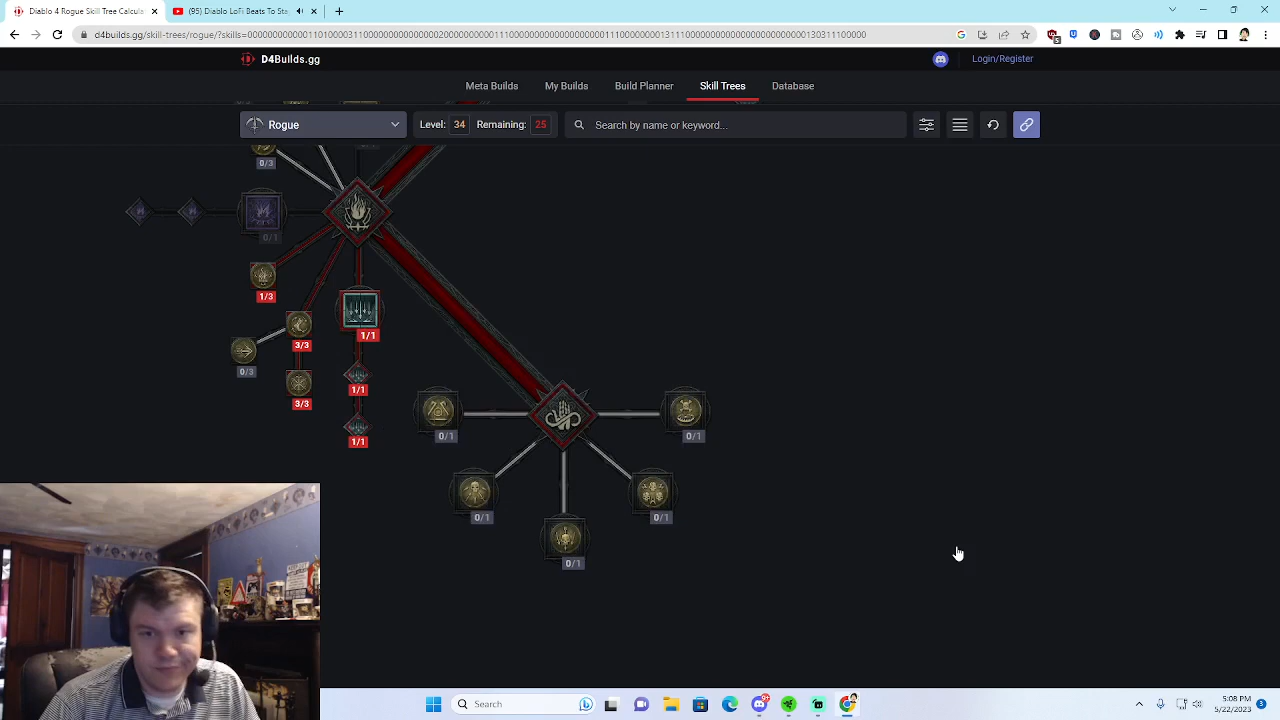 Diablo 4 Rogue Skill Tree Calcula
(95) Diablo LoFi Beats To Sta
d4builds.gg/skill-trees/rogue/?skills=
D4Builds.gg
Login/Register
Meta Builds
My Builds
Build Planner
Skill Trees
Database
Rogue
Level: 34 Remaining: 25
Search by name or keyword...
0/3
0/1
1/3
1/1
3/3
0/3
1/1
3/3
1/1
0/1
0/1
0/1
0/1
0/1
Search
5:08 PM
5/22/2023